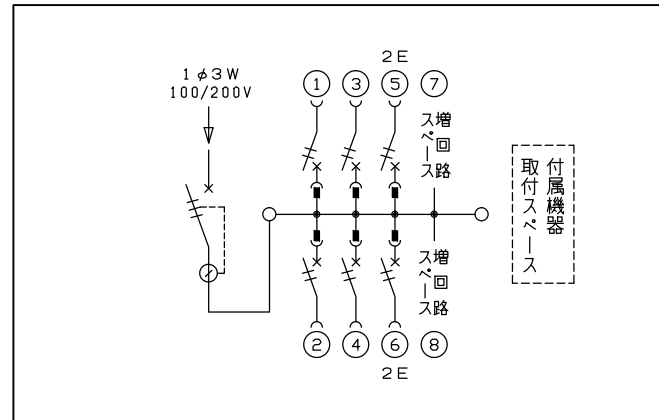 2E
1φ3W
100/200V
① ③ ⑤ ⑦
増回路
スペース
付属機器
取付スペース
増回路
スペース
② ④ ⑥ ⑧
2E